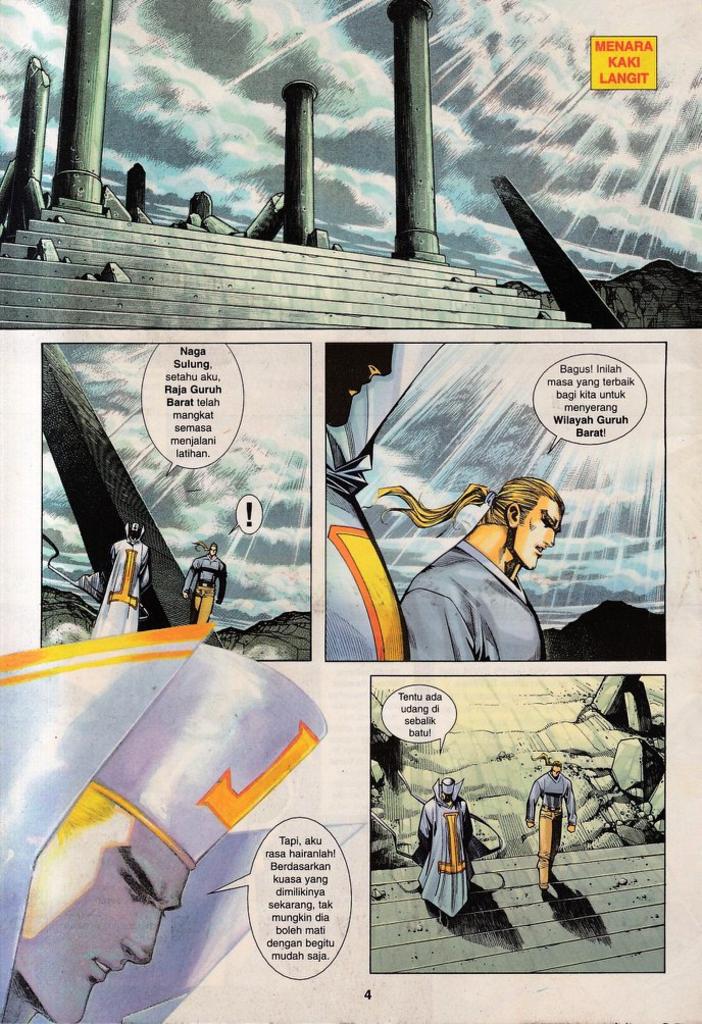 MENARA
KAKI
LANGIT
Naga
Sulung,
setahu aku,
Raja Guruh
Barat telah
mangkat
semasa
menjalani
latihan.
!
Bagus! Inilah
masa yang terbaik
bagi kita untuk
menyerang
Wilayah Guruh
Barat!
Tapi, aku
rasa hairanlah!
Berdasarkan
kuasa yang
dimilikinya
sekarang, tak
mungkin dia
boleh mati
dengan begitu
mudah saja.
Tentu ada
udang di
sebalik
batu!
4